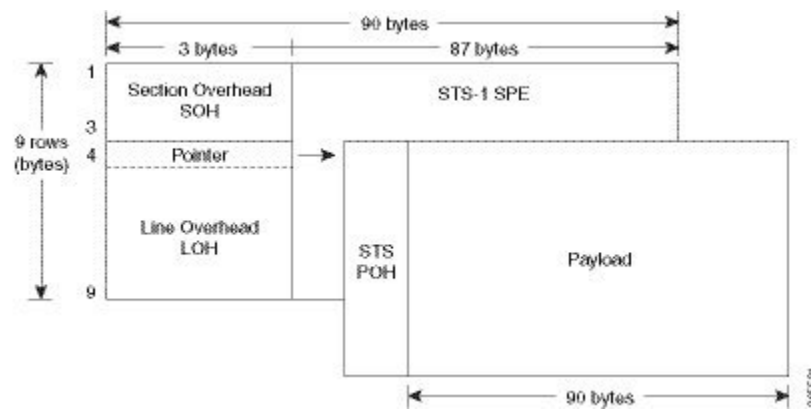 90 bytes
3 bytes
87 bytes
1
Section Overhead
SOH
STS-1 SPE
3
9 rows
(bytes)
4
Pointer
Line Overhead
LOH
STS
POH
Payload
9
90 bytes